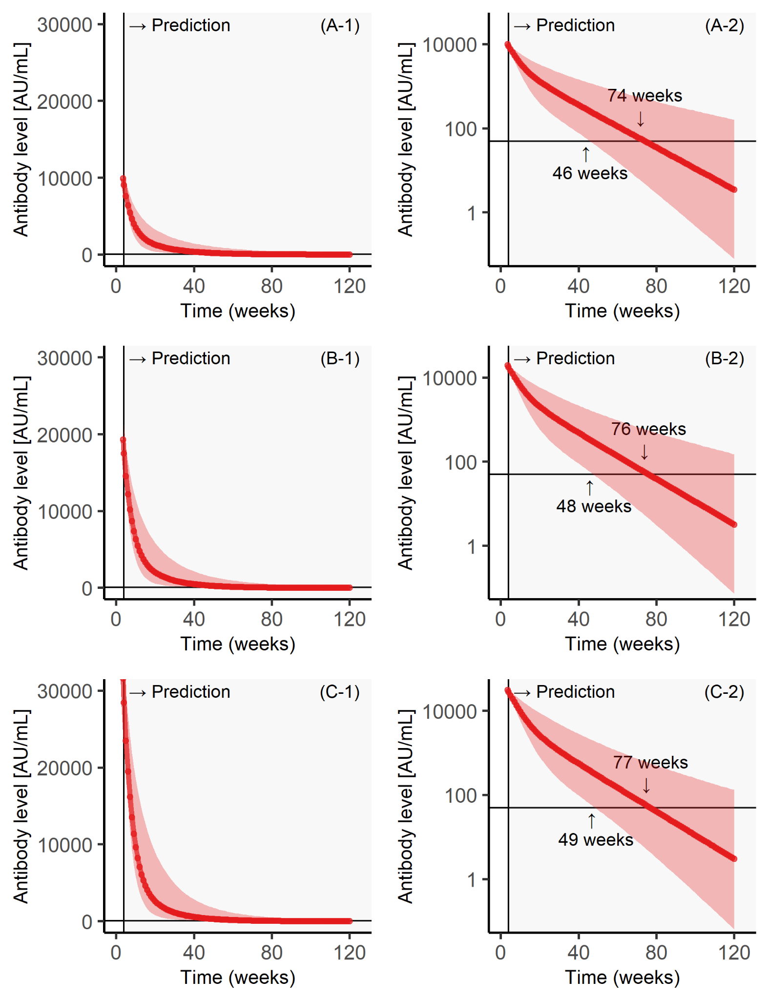 → Prediction (A-1)
Antibody level [AU/mL]
30000
20000
10000
0
0 40 80 120
Time (weeks)
→ Prediction (A-2)
Antibody level [AU/mL]
10000
100
1
74 weeks
↓
↑
46 weeks
0 40 80 120
Time (weeks)
→ Prediction (B-1)
Antibody level [AU/mL]
30000
20000
10000
0
0 40 80 120
Time (weeks)
→ Prediction (B-2)
Antibody level [AU/mL]
10000
100
1
76 weeks
↓
↑
48 weeks
0 40 80 120
Time (weeks)
→ Prediction (C-1)
Antibody level [AU/mL]
30000
20000
10000
0
0 40 80 120
Time (weeks)
→ Prediction (C-2)
Antibody level [AU/mL]
10000
100
1
77 weeks
↓
↑
49 weeks
0 40 80 120
Time (weeks)